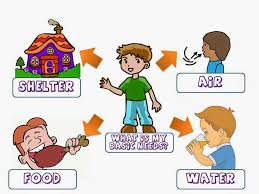 SHELTER
AIR
WHAT IS MY
BASIC NEEDS?
FOOD
WATER